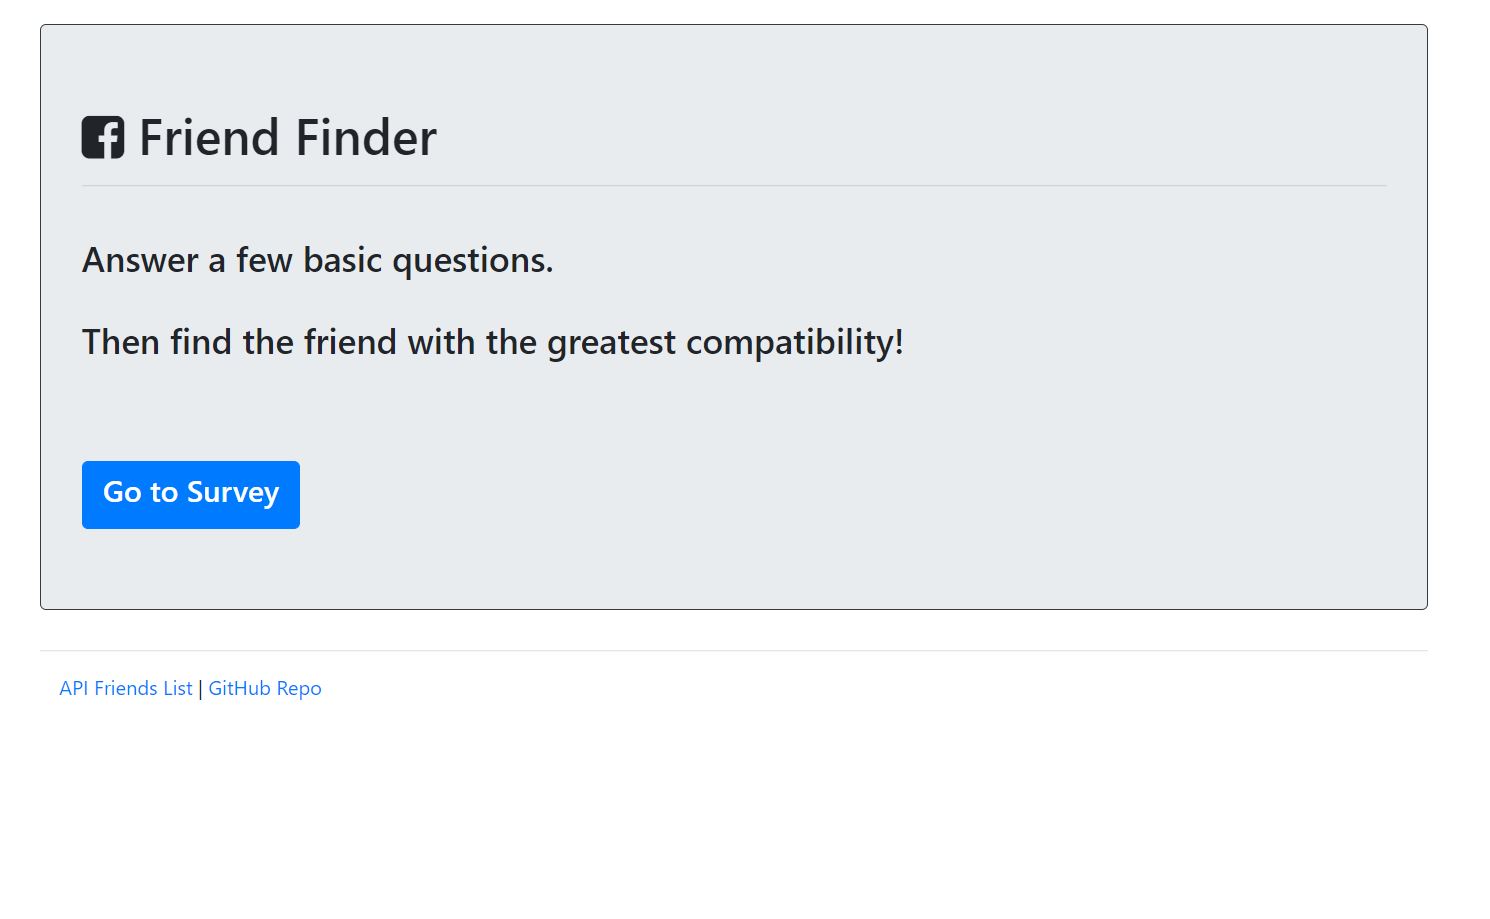 Friend Finder
Answer a few basic questions.
Then find the friend with the greatest compatibility!
Go to Survey
API Friends List | GitHub Repo